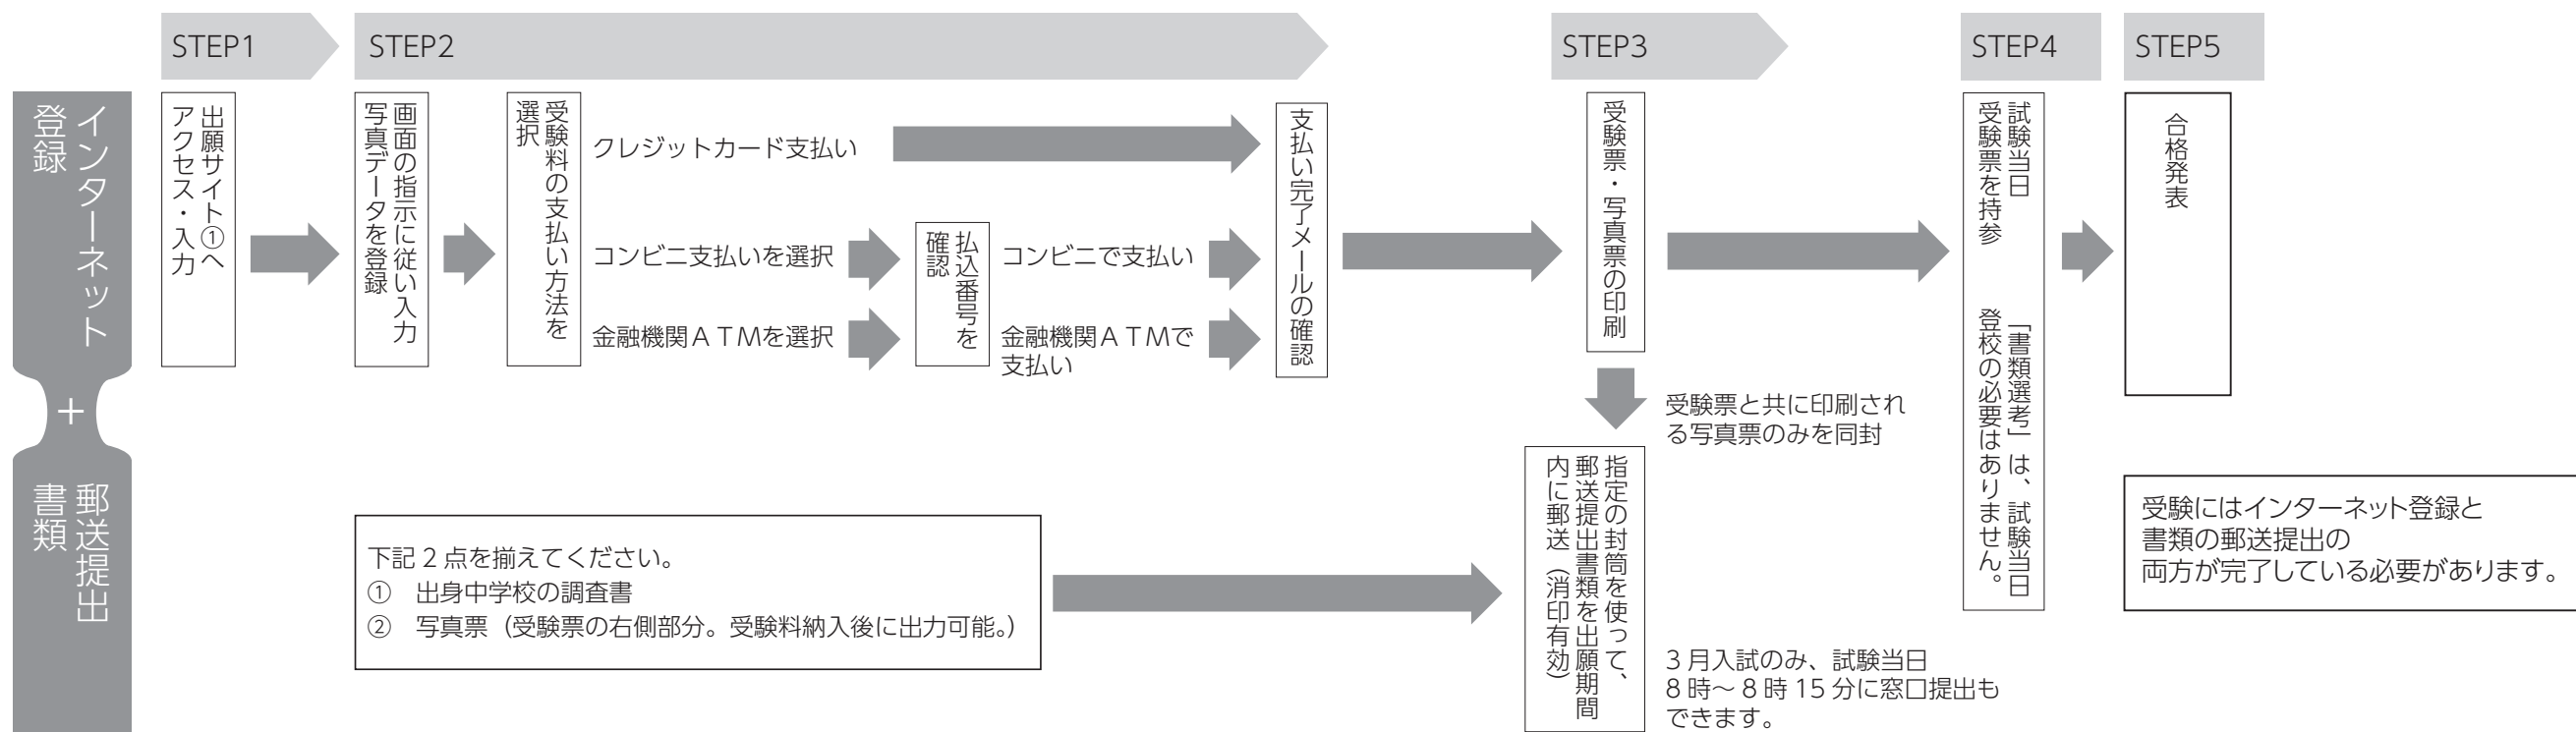 STEP1
STEP2
STEP3
STEP4
STEP5
インターネット
登録
＋
郵送提出
書類
出願サイト①へ
アクセス・入力
画面の指示に従い入力
写真データを登録
受験料の支払い方法を
選択
クレジットカード支払い
コンビニ支払いを選択
金融機関ＡＴＭを選択
払込番号を
確認
コンビニで支払い
金融機関ＡＴＭで
支払い
支払い完了メールの確認
受験票・写真票の印刷
受験票と共に印刷され
る写真票のみを同封
下記 2 点を揃えてください。
①　出身中学校の調査書
②　写真票（受験票の右側部分。受験料納入後に出力可能。）
指定の封筒を使って、
郵送提出書類を出願期間
内に郵送（消印有効）
3 月入試のみ、試験当日
8 時～ 8 時 15 分に窓口提出も
できます。
試験当日
受験票を持参
「書類選考」は、試験当日
登校の必要はありません。
合格発表
受験にはインターネット登録と
書類の郵送提出の
両方が完了している必要があります。